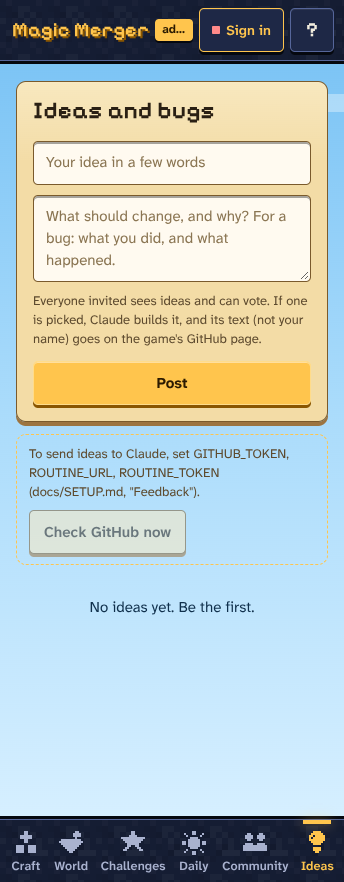 Magic Merger
ad...
Sign in
?
Ideas and bugs
Your idea in a few words
What should change, and why? For a
bug: what you did, and what
happened.
Everyone invited sees ideas and can vote. If one
is picked, Claude builds it, and its text (not your
name) goes on the game's GitHub page.
Post
To send ideas to Claude, set GITHUB_TOKEN,
ROUTINE_URL, ROUTINE_TOKEN
(docs/SETUP.md, "Feedback").
Check GitHub now
No ideas yet. Be the first.
Craft
World
Challenges
Daily
Community
Ideas